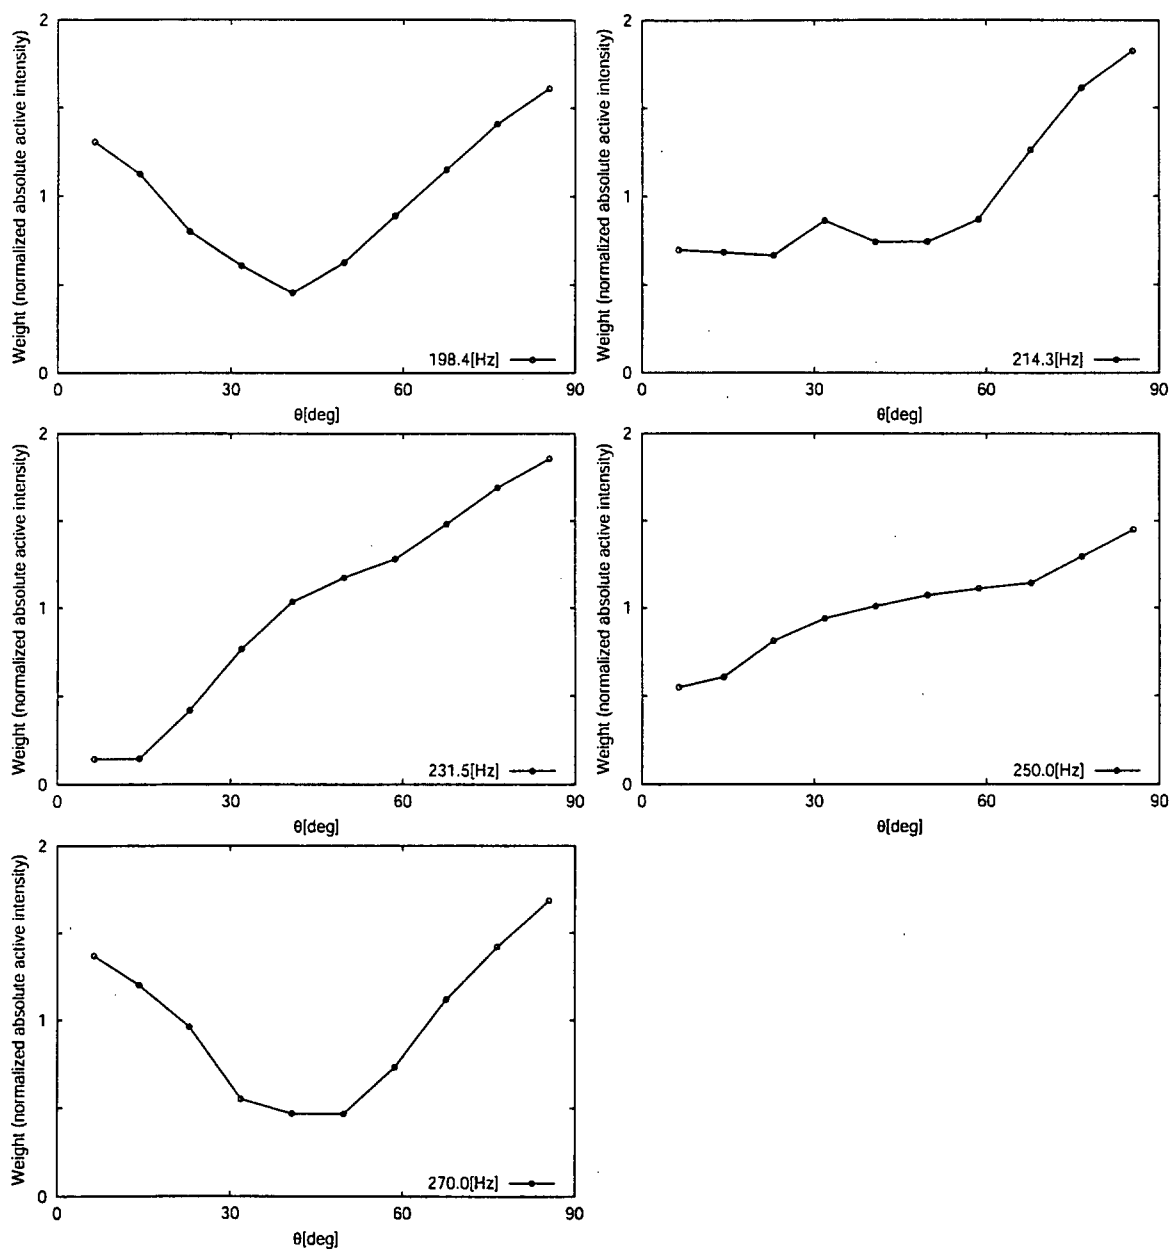 Weight (normalized absolute active intensity)
2
1
0
198.4[Hz]
0 30 60 90
θ[deg]
Weight (normalized absolute active intensity)
2
1
0
214.3[Hz]
0 30 60 90
θ[deg]
Weight (normalized absolute active intensity)
2
1
0
231.5[Hz]
0 30 60 90
θ[deg]
Weight (normalized absolute active intensity)
2
1
0
250.0[Hz]
0 30 60 90
θ[deg]
Weight (normalized absolute active intensity)
2
1
0
270.0[Hz]
0 30 60 90
θ[deg]